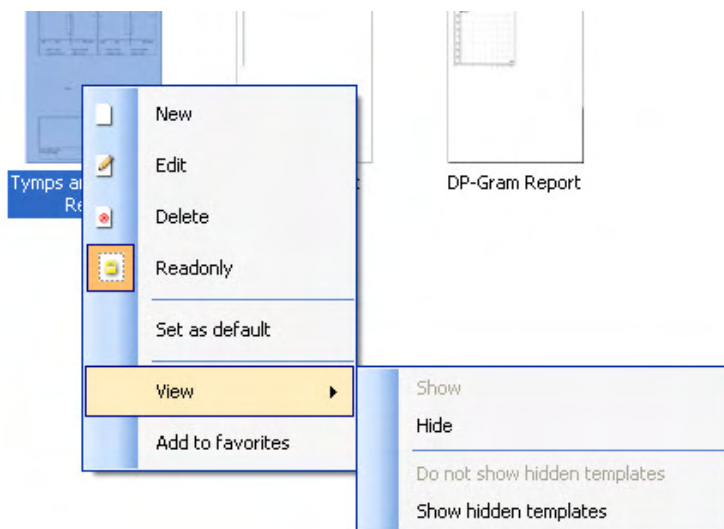 New
Edit
Tymps a
DP-Gram Report
Re
Delete
Readonly
Set as default
View
Show
Hide
Add to favorites
Do not show hidden templates
Show hidden templates